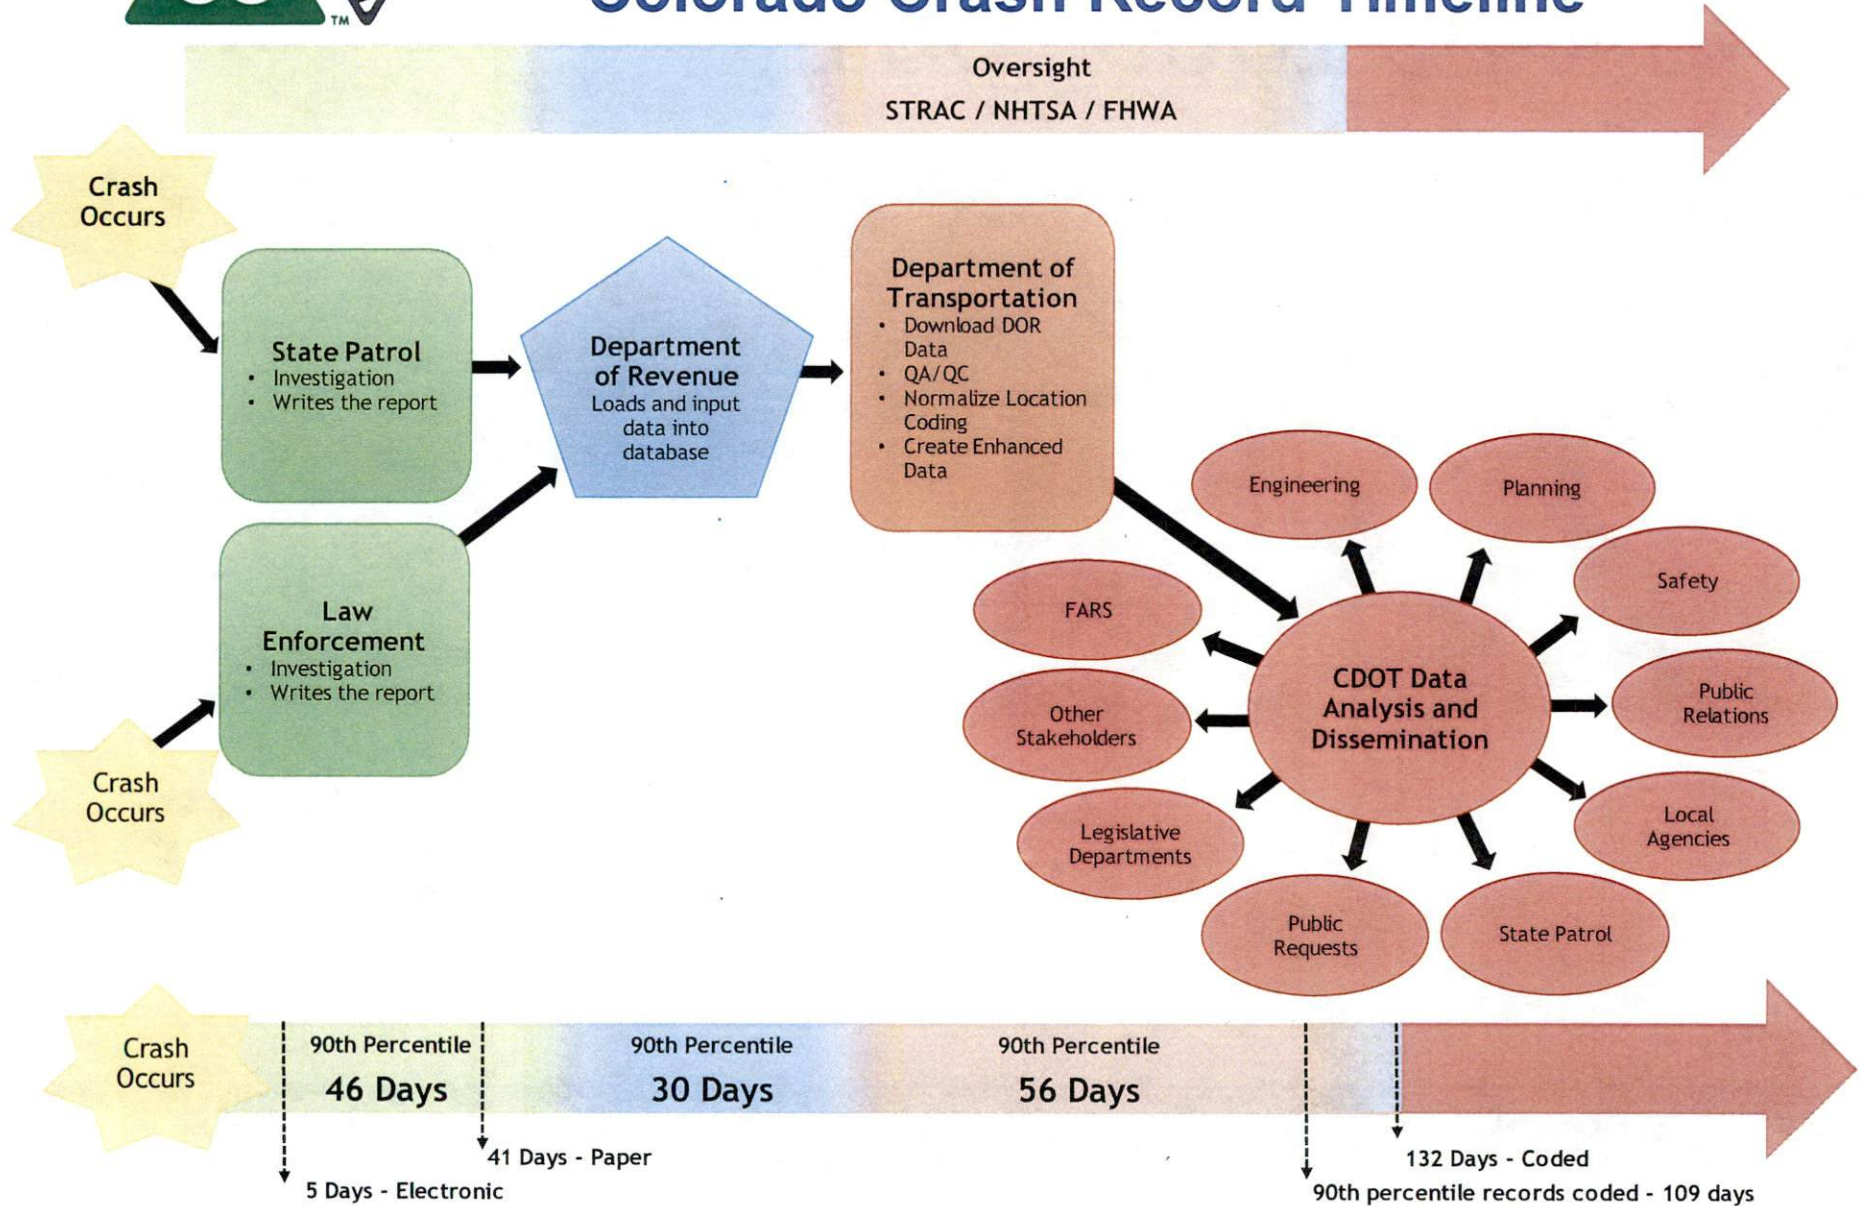 Colorado Crash Record Timeline
TM
Oversight
STRAC / NHTSA / FHWA
Crash
Occurs
State Patrol
• Investigation
• Writes the report
Department
of Revenue
Loads and input
data into
database
Department of
Transportation
• Download DOR
Data
• QA/QC
• Normalize Location
Coding
• Create Enhanced
Data
Law
Enforcement
• Investigation
• Writes the report
Crash
Occurs
Engineering
Planning
Safety
FARS
CDOT Data
Analysis and
Dissemination
Public
Relations
Other
Stakeholders
Local
Agencies
Legislative
Departments
Public
Requests
State Patrol
Crash
Occurs
90th Percentile
46 Days
90th Percentile
30 Days
90th Percentile
56 Days
41 Days - Paper
5 Days - Electronic
132 Days - Coded
90th percentile records coded - 109 days